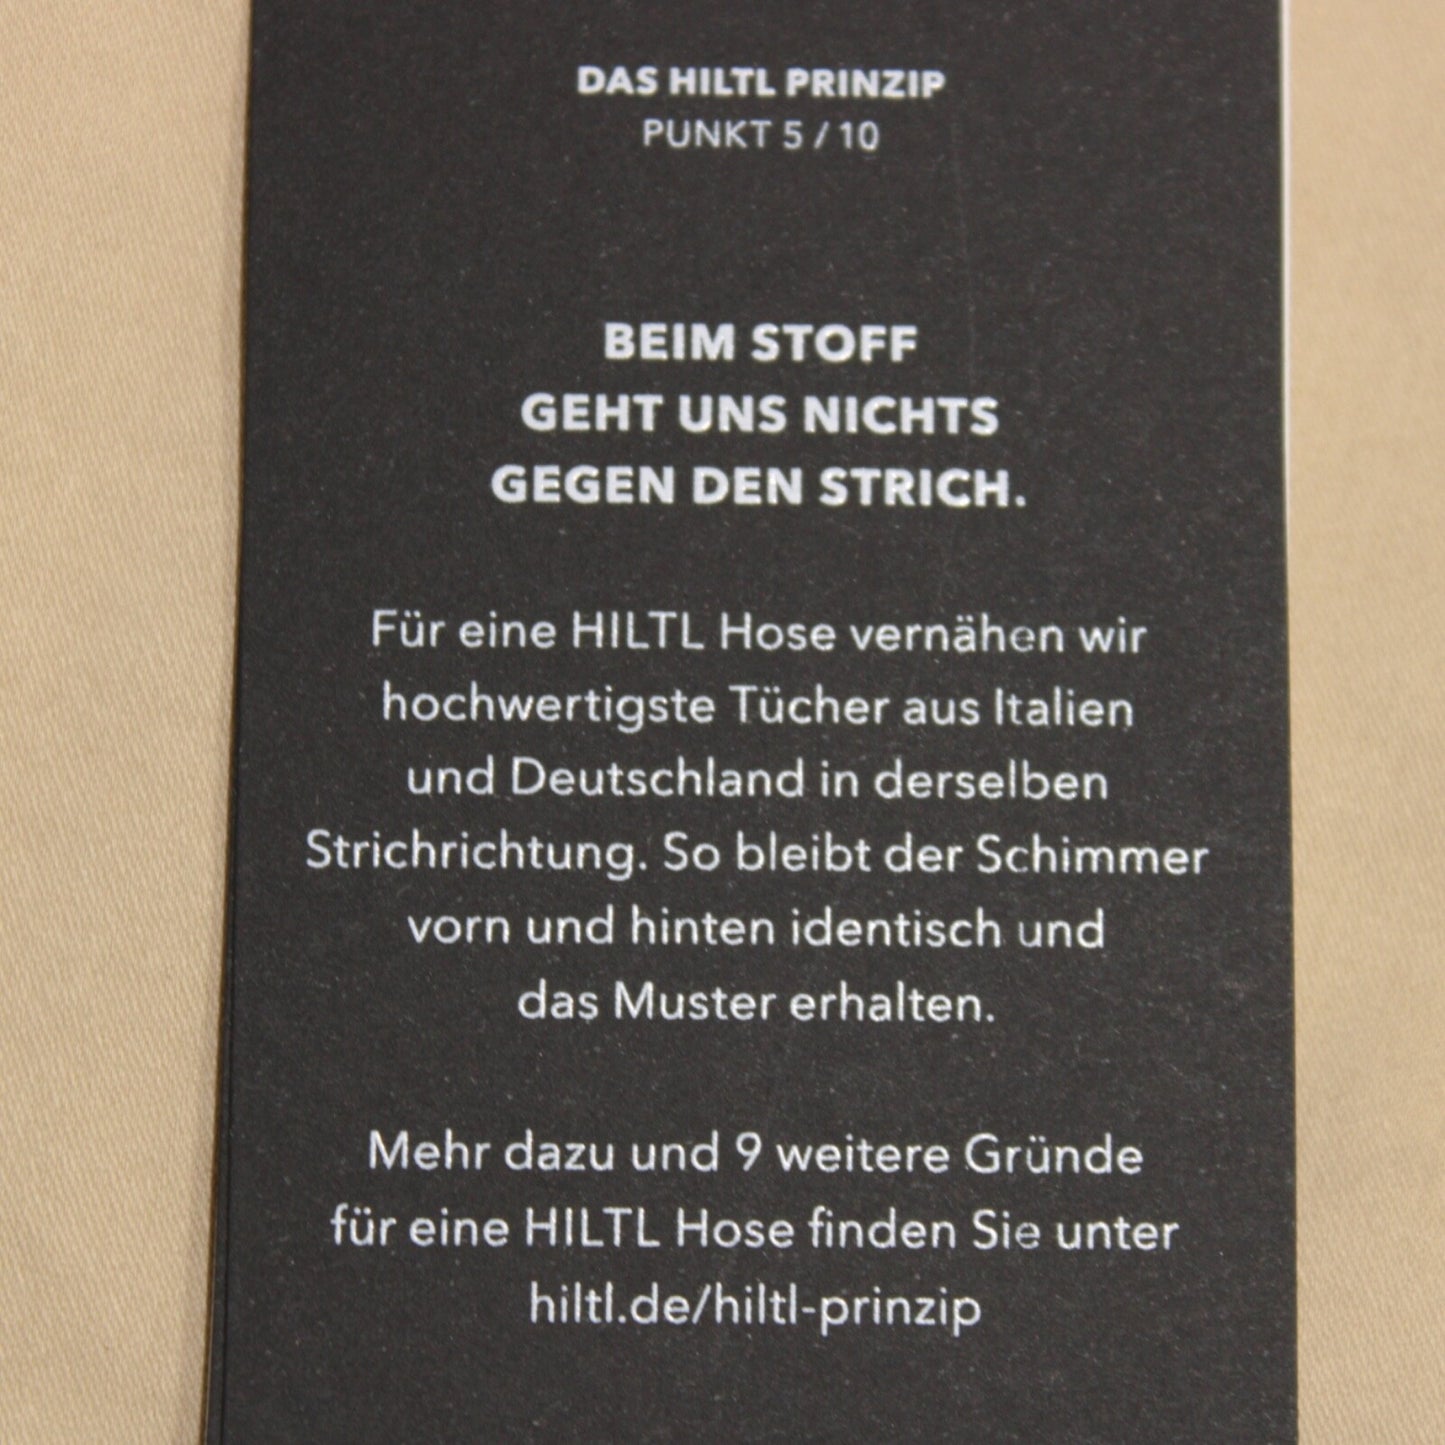 DAS HILTL PRINZIP
PUNKT 5 / 10
BEIM STOFF
GEHT UNS NICHTS
GEGEN DEN STRICH.
Für eine HILTL Hose vernähen wir
hochwertigste Tücher aus Italien
und Deutschland in derselben
Strichrichtung. So bleibt der Schimmer
vorn und hinten identisch und
das Muster erhalten.
Mehr dazu und 9 weitere Gründe
für eine HILTL Hose finden Sie unter
hiltl.de/hiltl-prinzip